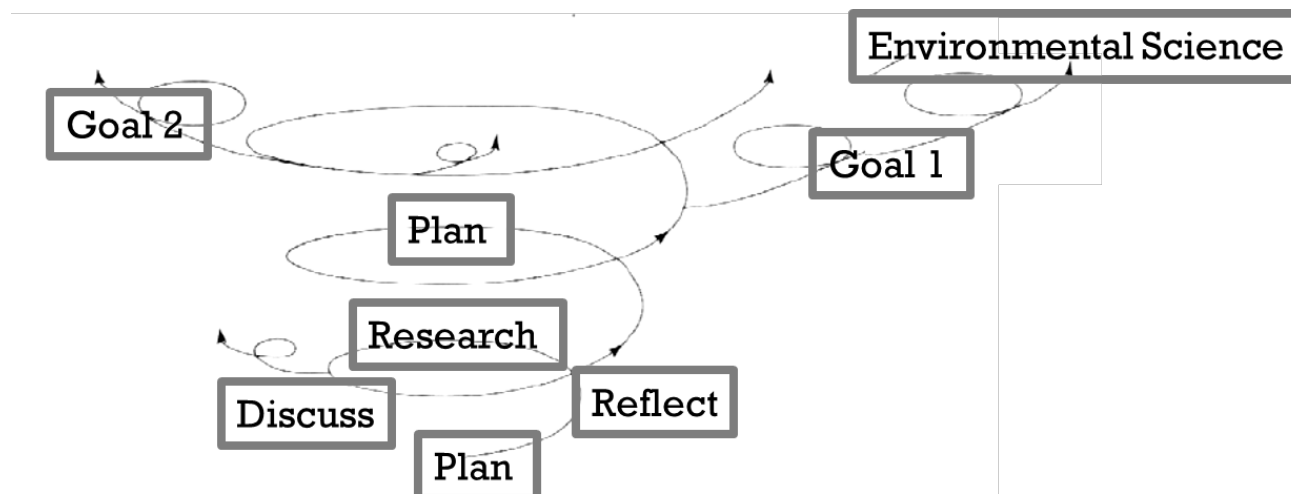 Environmental Science
Goal 2
Goal 1
Plan
Research
Reflect
Discuss
Plan